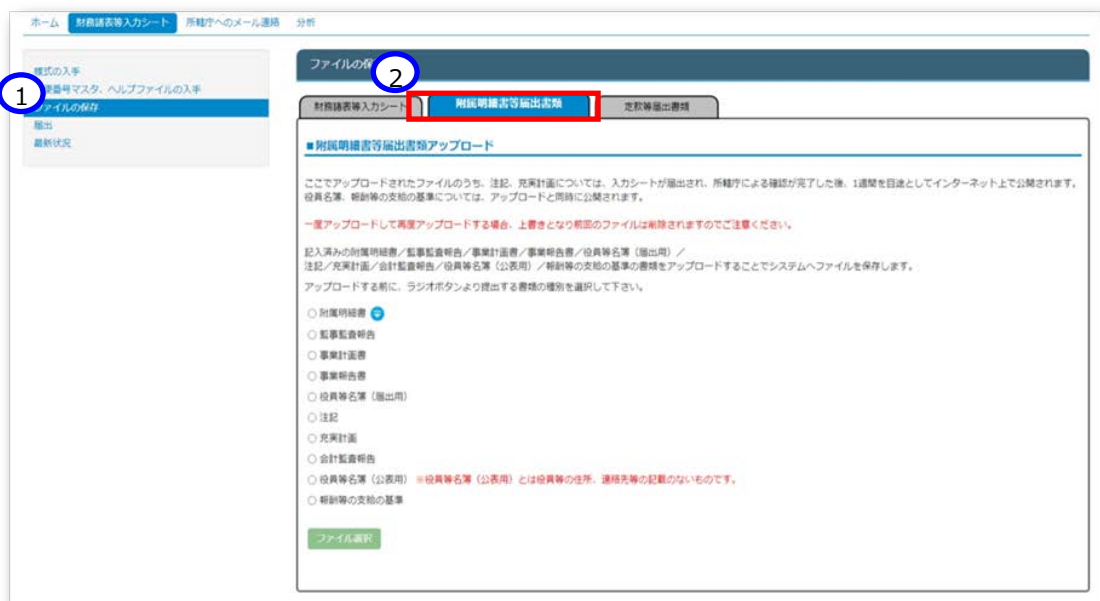 ホーム 財務諸表等入力シート 所轄庁へのメール連絡 分析
様式の入手
便番号マスタ、ヘルプファイルの入手
1
ファイルの保存
届出
最新状況
ファイルの保
2
財務諸表等入力シート 附属明細書等届出書類 定款等届出書類
■附属明細書等届出書類アップロード
ここでアップロードされたファイルのうち、注記、充実計画については、入力シートが届出され、所轄庁による確認が完了した後、1週間を目途としてインターネット上で公開されます。
役員名簿、報酬等の支給の基準については、アップロードと同時に公開されます。
一度アップロードして再度アップロードする場合、上書きとなり前回のファイルは削除されますのでご注意ください。
記入済みの附属明細書/監事監査報告/事業計画書/事業報告書/役員等名簿（届出用）/
注記/充実計画/会計監査報告/役員等名簿（公表用）/報酬等の支給の基準の書類をアップロードすることでシステムへファイルを保存します。
アップロードする前に、ラジオボタンより提出する書類の種別を選択して下さい。
附属明細書
監事監査報告
事業計画書
事業報告書
役員等名簿（届出用）
注記
充実計画
会計監査報告
役員等名簿（公表用） ※役員等名簿（公表用）とは役員等の住所、連絡先等の記載のないものです。
報酬等の支給の基準
ファイル選択